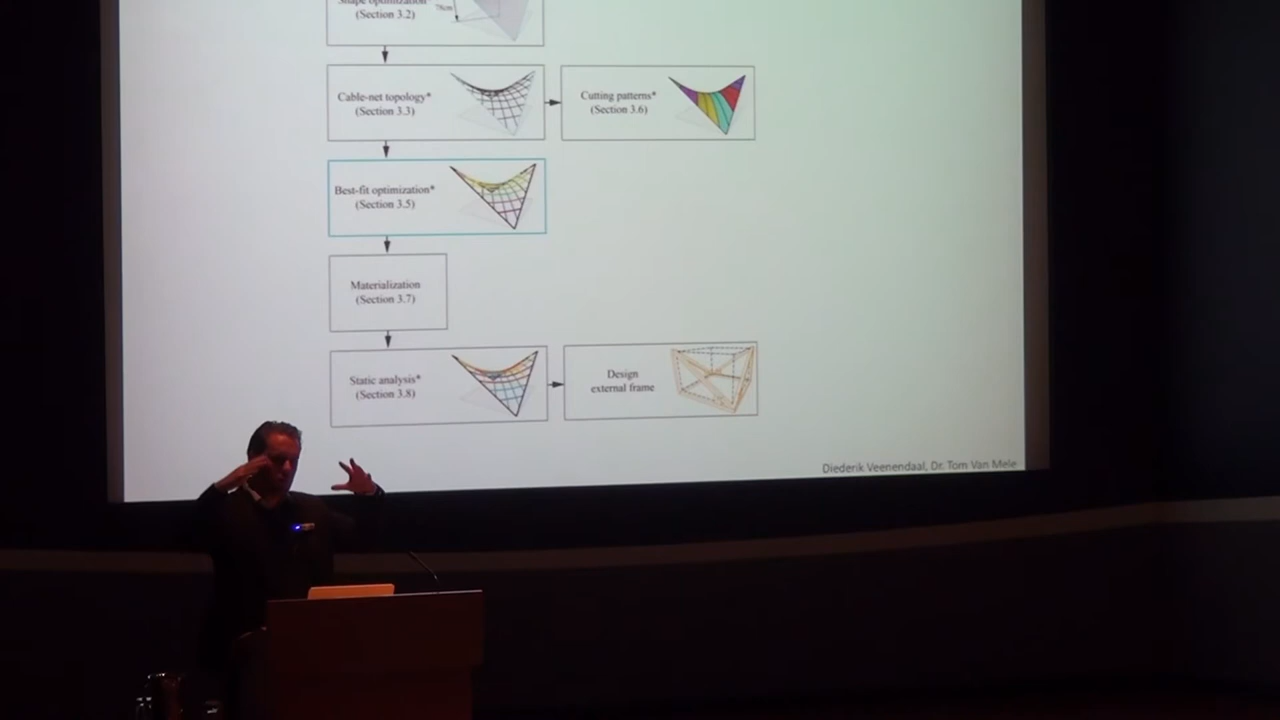 Shape optimization
78cm
(Section 3.2)
Cable-net topology*
(Section 3.3)
Cutting patterns*
(Section 3.6)
Best-fit optimization*
(Section 3.5)
Materialization
(Section 3.7)
Static analysis*
(Section 3.8)
Design
external frame
Diederik Veenendaal, Dr. Tom Van Mele